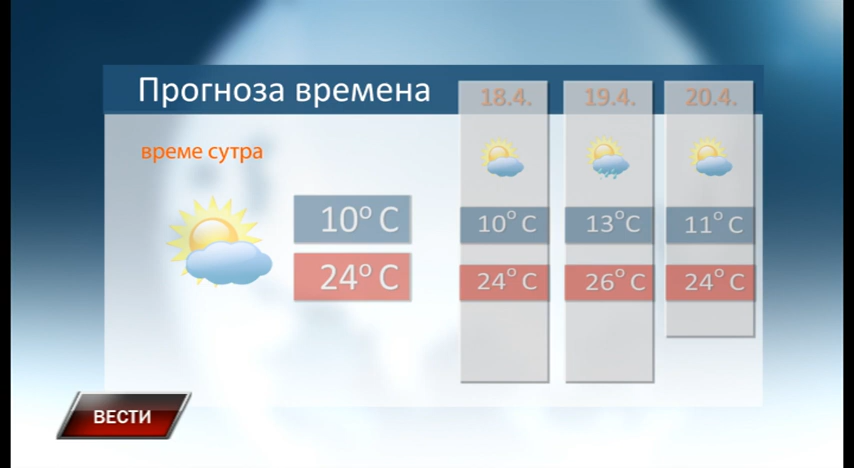 Прогноза времена
18.4. 19.4. 20.4.
време сутра
10° C
24° C
10° C 13°C 11° C
24° C 26° C 24° C
ВЕСТИ